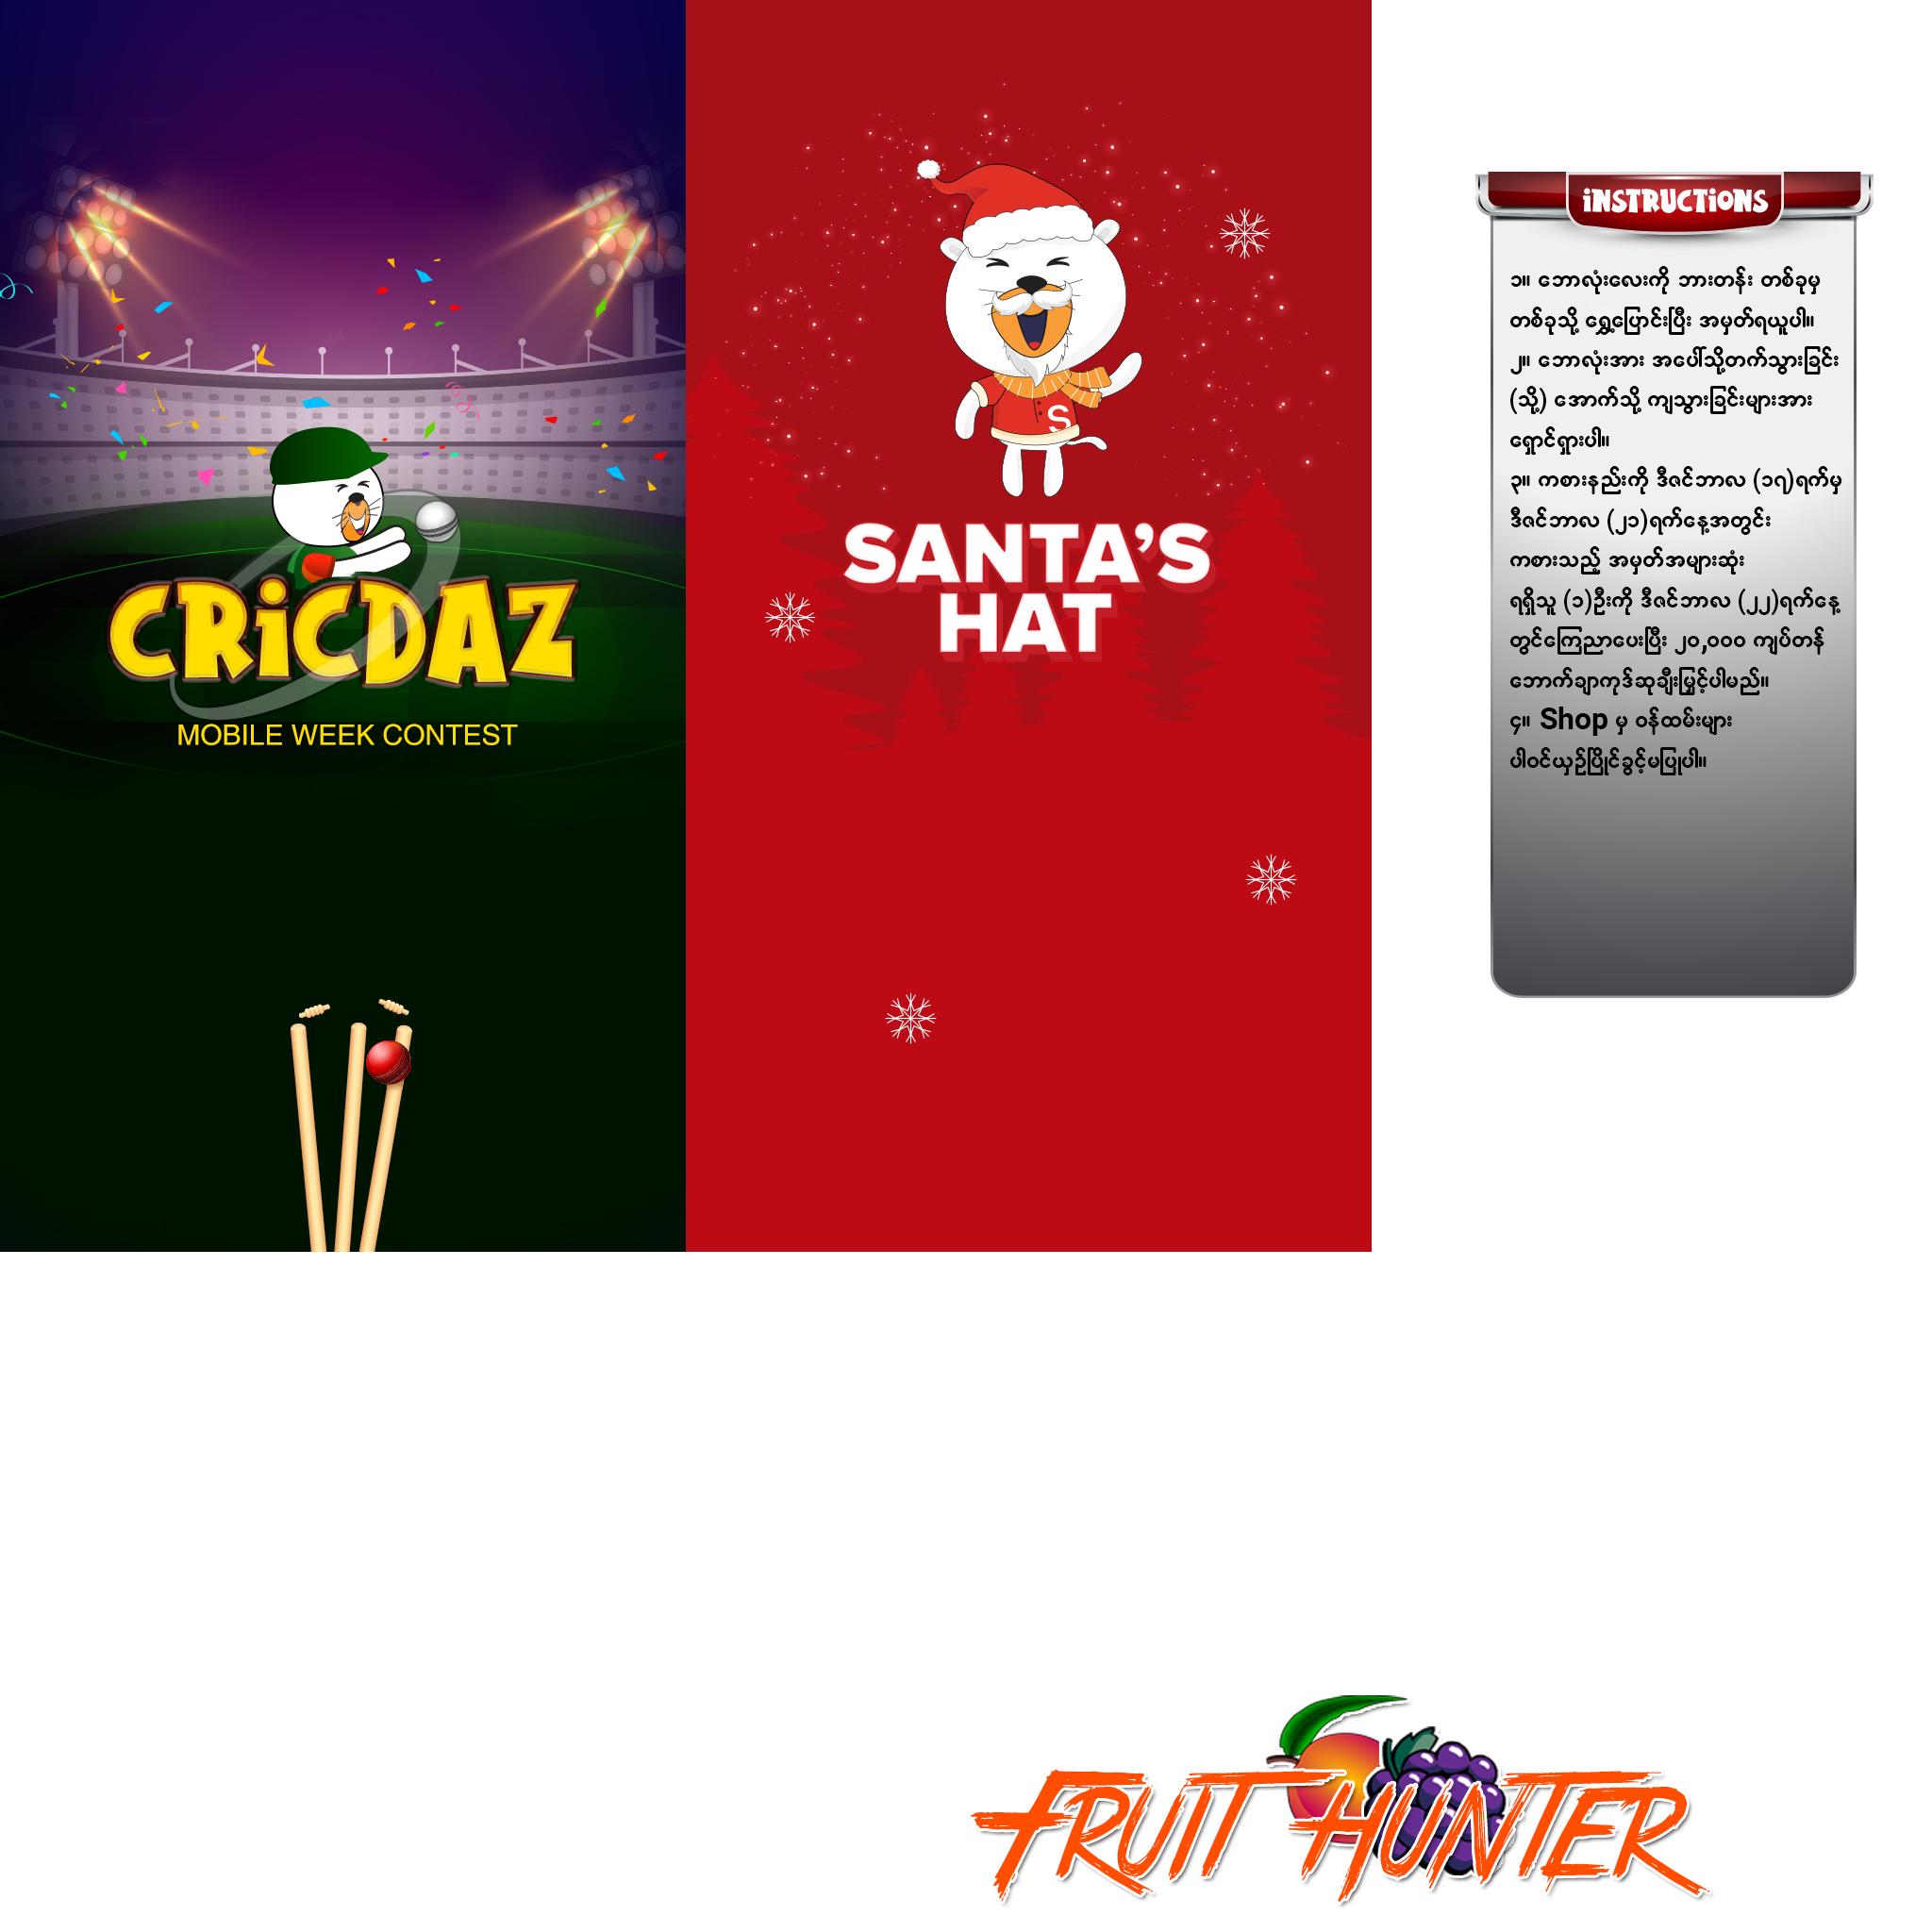 CRiCDAZ
MOBILE WEEK CONTEST
S
SANTA'S
HAT
iNSTRUCTiONS
၁။ ဘောလုံးလေးကို ဘားတန်း တစ်ခုမှ
တစ်ခုသို့ ရွှေ့ပြောင်းပြီး အမှတ်ရယူပါ။
၂။ ဘောလုံးအား အပေါ်သို့တက်သွားခြင်း
(သို့) အောက်သို့ ကျသွားခြင်းများအား
ရှောင်ရှားပါ။
၃။ ကစားနည်းကို ဒီဇင်ဘာလ (၁၇)ရက်မှ
ဒီဇင်ဘာလ (၂၁)ရက်နေ့အတွင်း
ကစားသည့် အမှတ်အများဆုံး
ရရှိသူ (၁)ဦးကို ဒီဇင်ဘာလ (၂၂)ရက်နေ့
တွင်ကြေညာပေးပြီး ၂၀,၀၀၀ ကျပ်တန်
ဘောက်ချာကုဒ်ဆုချီးမြှင့်ပါမည်။
၄။ Shop မှ ဝန်ထမ်းများ
ပါဝင်ယှဉ်ပြိုင်ခွင့်မပြုပါ။
FRUIT HUNTER